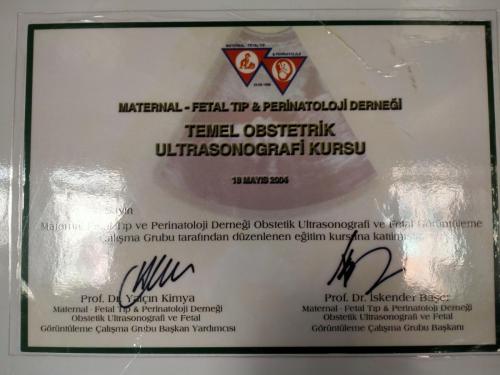 MATERNAL - FETAL TIP & PERİNATOLOJİ DERNEĞİ
TEMEL OBSTETRİK
ULTRASONOGRAFİ KURSU
MAYIS 2004
Sayın
Fetal Tıp ve Perinatoloji Derneği Obstetik Ultrasonografi ve Fetal Görüntüleme
Çalışma Grubu tarafından düzenlenen eğitim kursuna katılmıştır.
Prof. Dr. Yalçın Kimya
Maternal - Fetal Tıp & Perinatoloji Derneği
Obstetik Ultrasonografi ve Fetal
Görüntüleme Çalışma Grubu Başkan Yardımcısı
Prof. Dr. İskender Başer
Maternal - Fetal Tıp & Perinatoloji Derneği
Obstetik Ultrasonografi ve Fetal
Görüntüleme Çalışma Grubu Başkanı